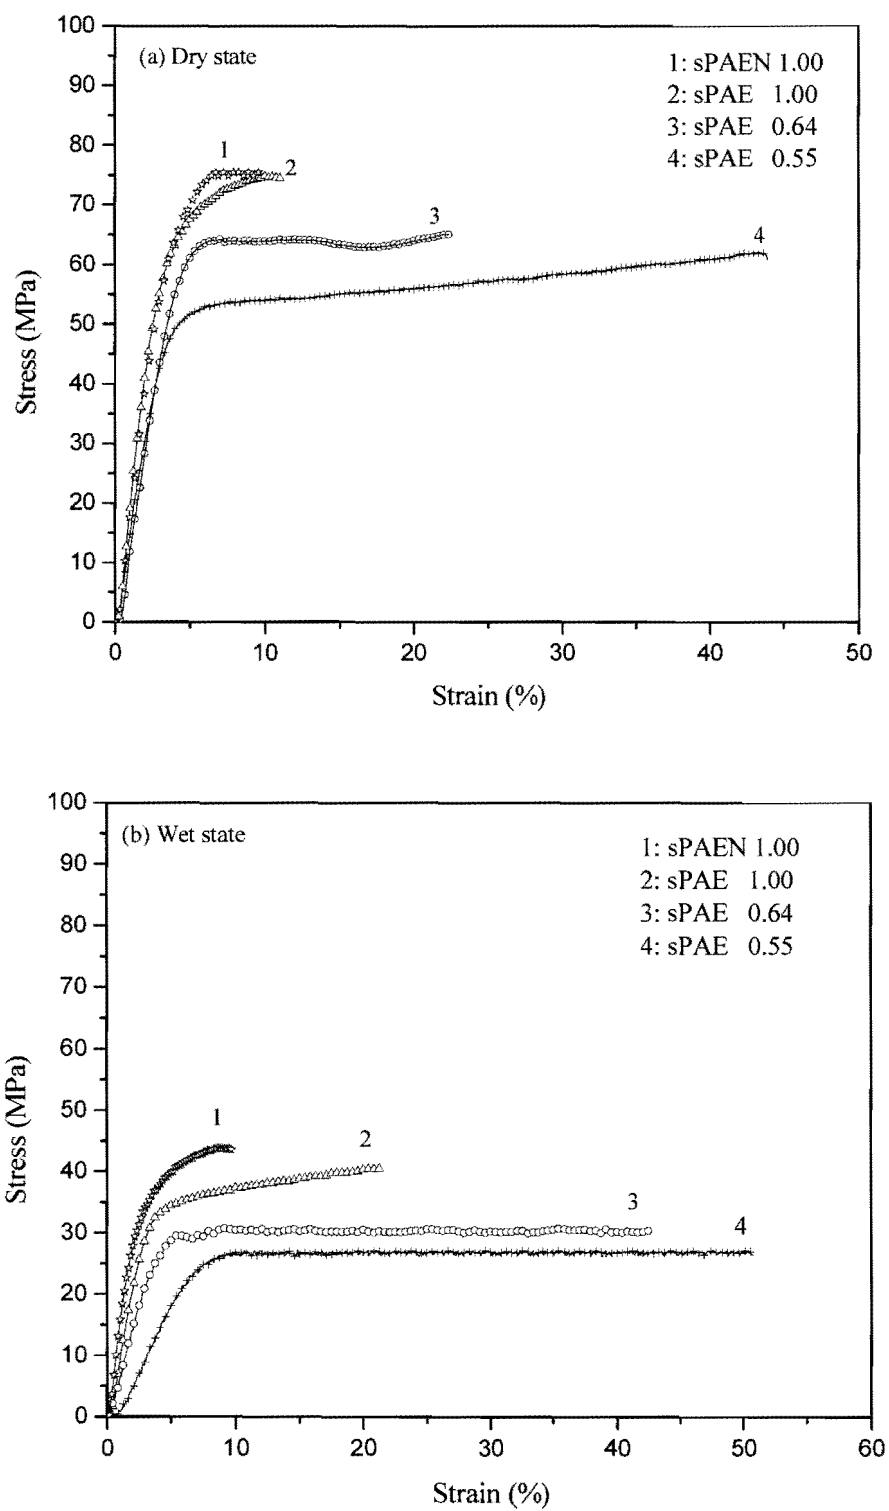 100
(a) Dry state
1: sPAEN 1.00
90
2: sPAE 1.00
3: sPAE 0.64
80
4: sPAE 0.55
1
2
70
3
4
60
50
40
30
20
10
0
Stress (MPa)
0 10 20 30 40 50
Strain (%)
100
(b) Wet state
1: sPAEN 1.00
90
2: sPAE 1.00
3: sPAE 0.64
80
4: sPAE 0.55
70
60
50
1
2
40
3
4
30
20
10
0
Stress (MPa)
0 10 20 30 40 50 60
Strain (%)